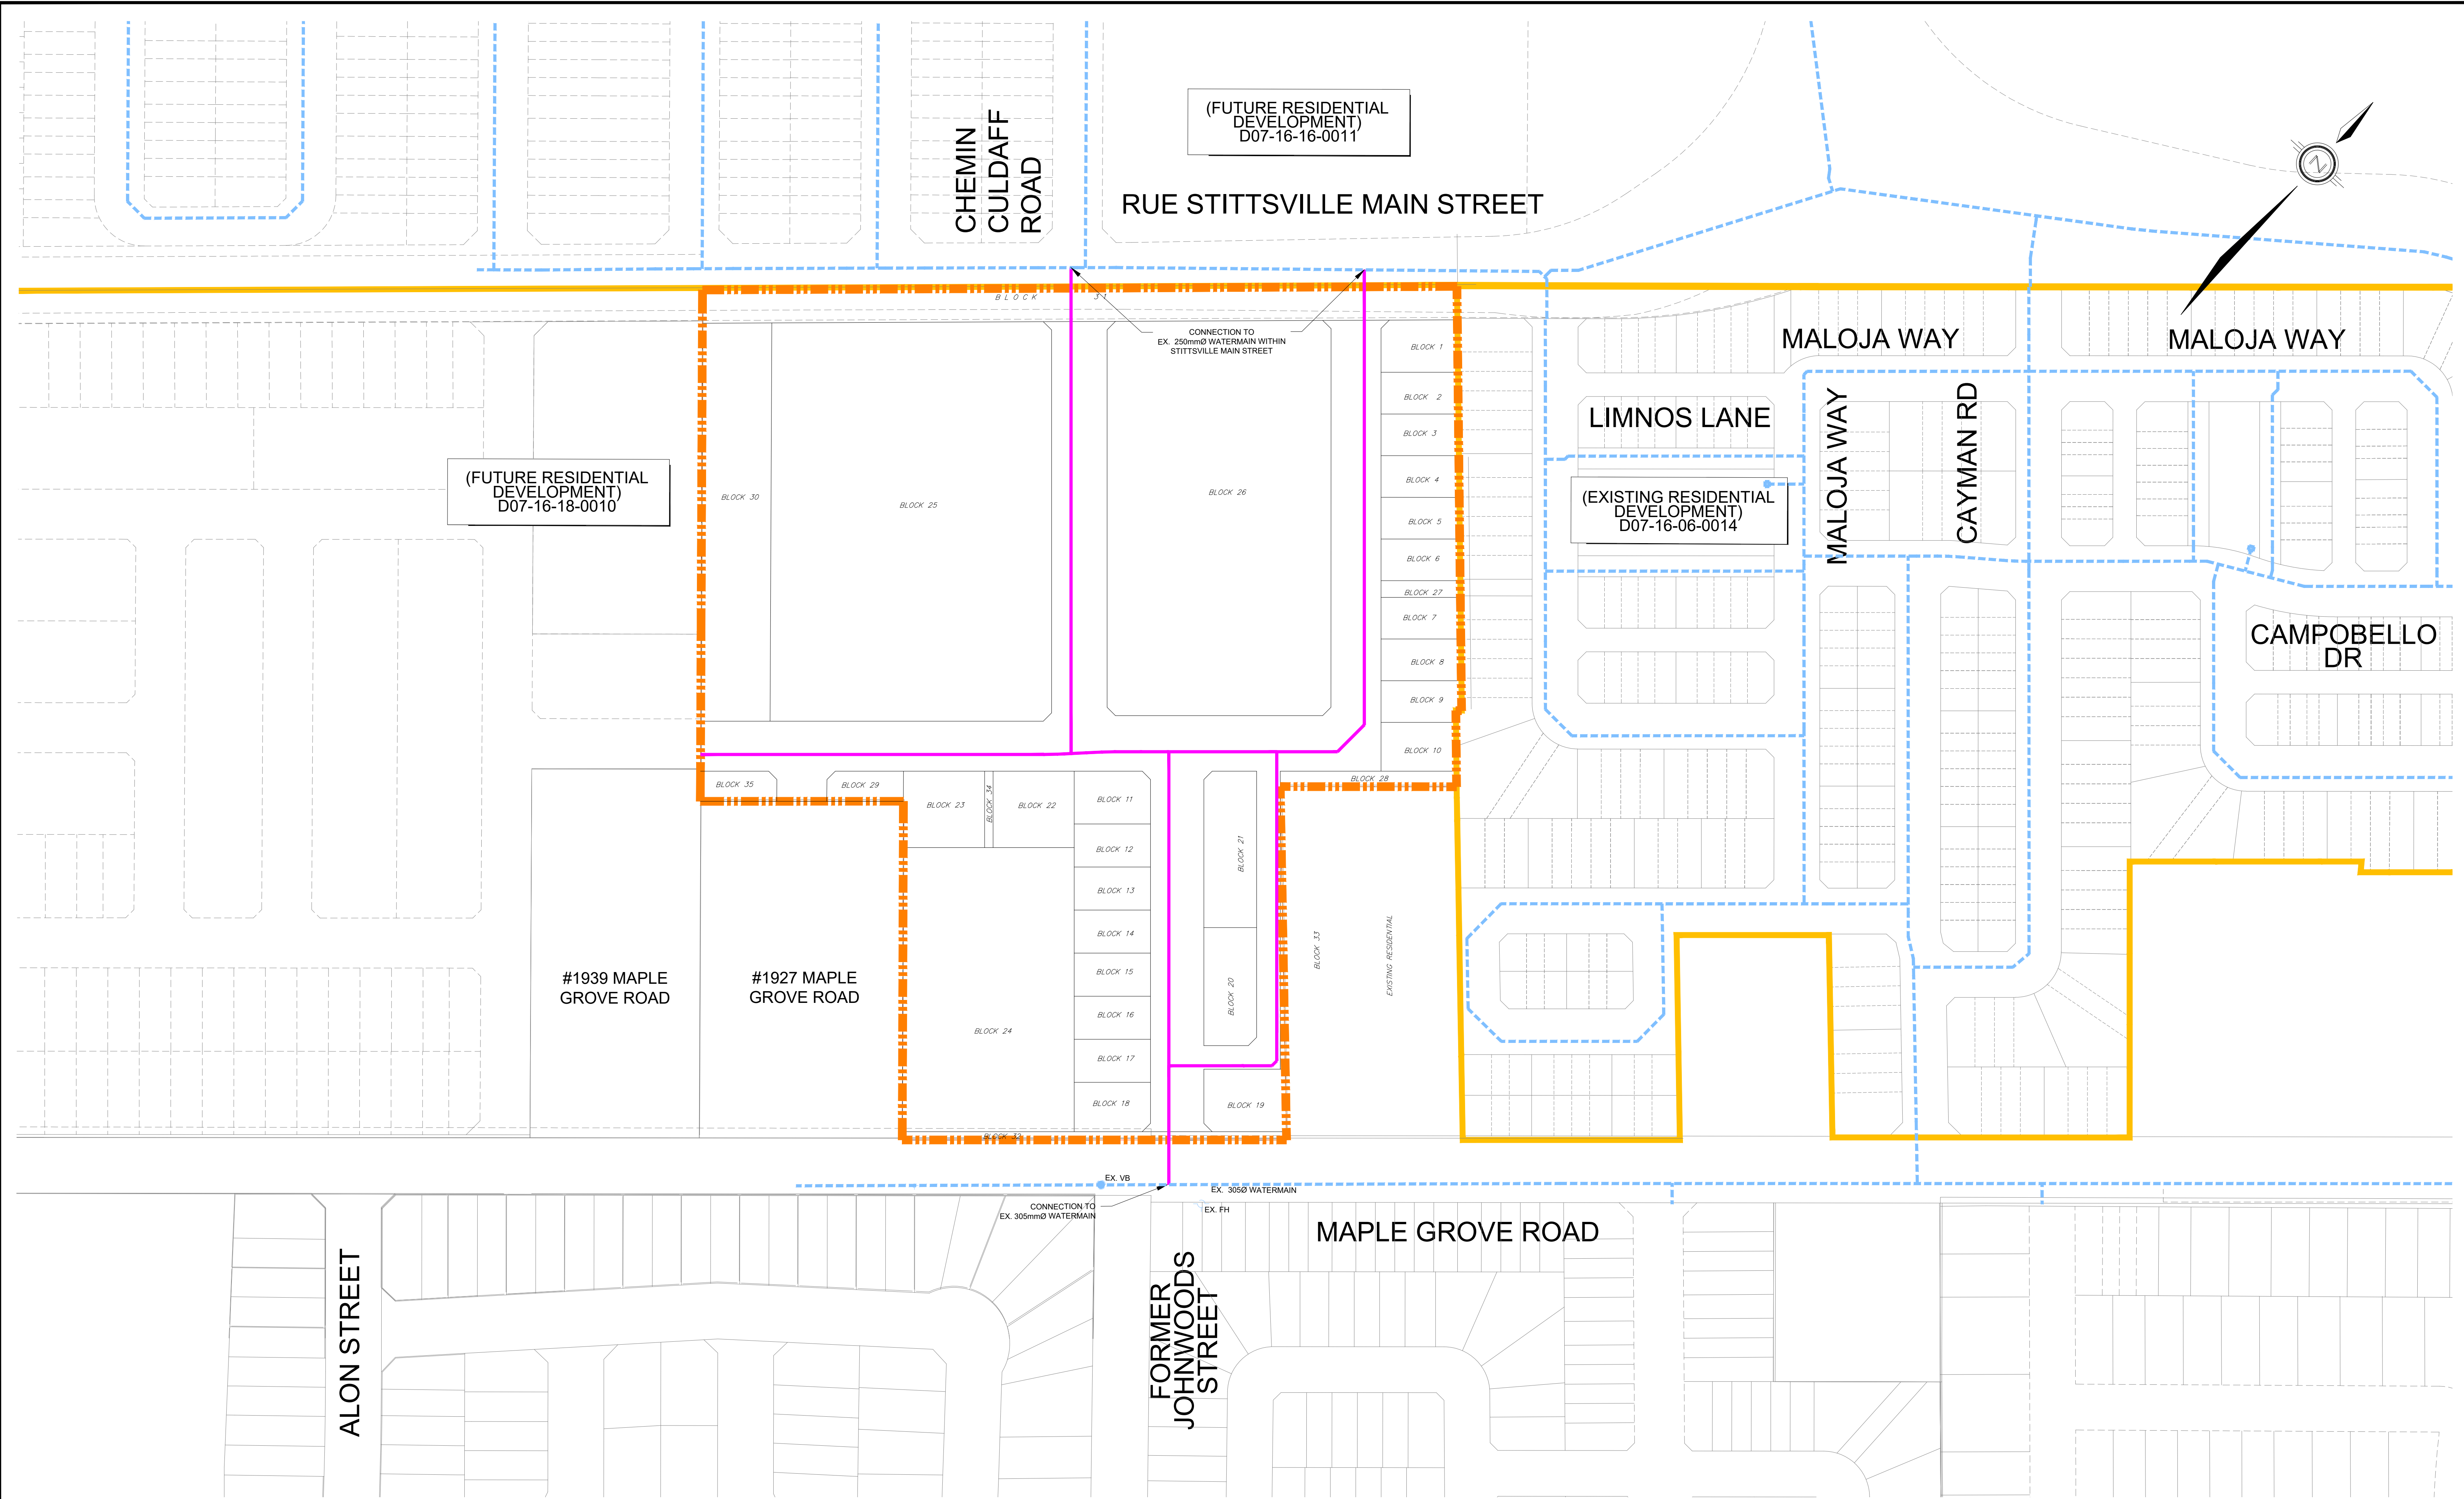 CHEMIN
CULDAFF
ROAD
(FUTURE RESIDENTIAL
DEVELOPMENT)
D07-16-16-0011
RUE STITTSVILLE MAIN STREET
N
BLOCK 31
CONNECTION TO
EX. 250mmØ WATERMAIN WITHIN
STITTSVILLE MAIN STREET
BLOCK 1
BLOCK 2
BLOCK 3
BLOCK 4
BLOCK 5
BLOCK 6
BLOCK 27
BLOCK 7
BLOCK 8
BLOCK 9
BLOCK 10
BLOCK 28
MALOJA WAY
MALOJA WAY
LIMNOS LANE
MALOJA WAY
CAYMAN RD
(EXISTING RESIDENTIAL
DEVELOPMENT)
D07-16-06-0014
CAMPOBELLO
DR
(FUTURE RESIDENTIAL
DEVELOPMENT)
D07-16-18-0010
BLOCK 30
BLOCK 25
BLOCK 26
BLOCK 35
BLOCK 29
BLOCK 23
BLOCK 34
BLOCK 22
BLOCK 11
BLOCK 12
BLOCK 13
BLOCK 14
BLOCK 15
BLOCK 16
BLOCK 17
BLOCK 18
BLOCK 21
BLOCK 20
BLOCK 19
BLOCK 33
EXISTING RESIDENTIAL
#1939 MAPLE
GROVE ROAD
#1927 MAPLE
GROVE ROAD
BLOCK 24
BLOCK 32
EX. VB
EX. 305Ø WATERMAIN
CONNECTION TO
EX. 305mmØ WATERMAIN
EX. FH
MAPLE GROVE ROAD
ALON STREET
FORMER
JOHNWOODS
STREET